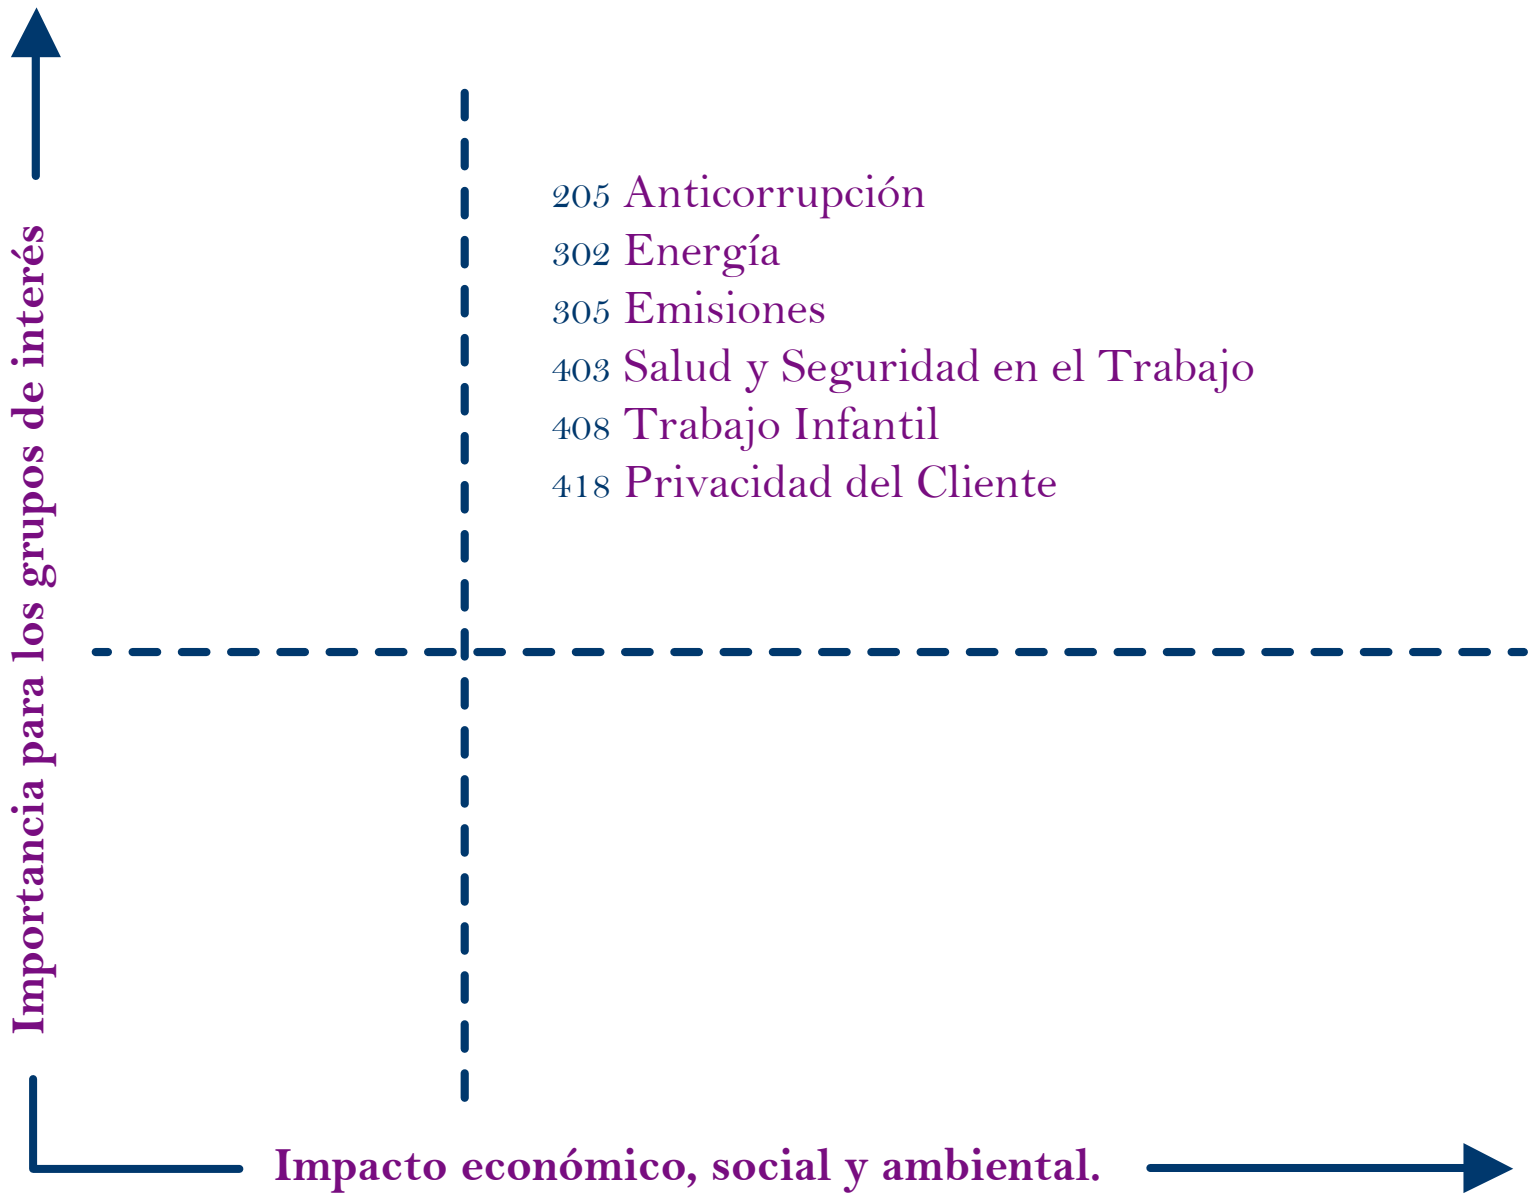 Importancia para los grupos de interés
205 Anticorrupción
302 Energía
305 Emisiones
403 Salud y Seguridad en el Trabajo
408 Trabajo Infantil
418 Privacidad del Cliente
Impacto económico, social y ambiental.